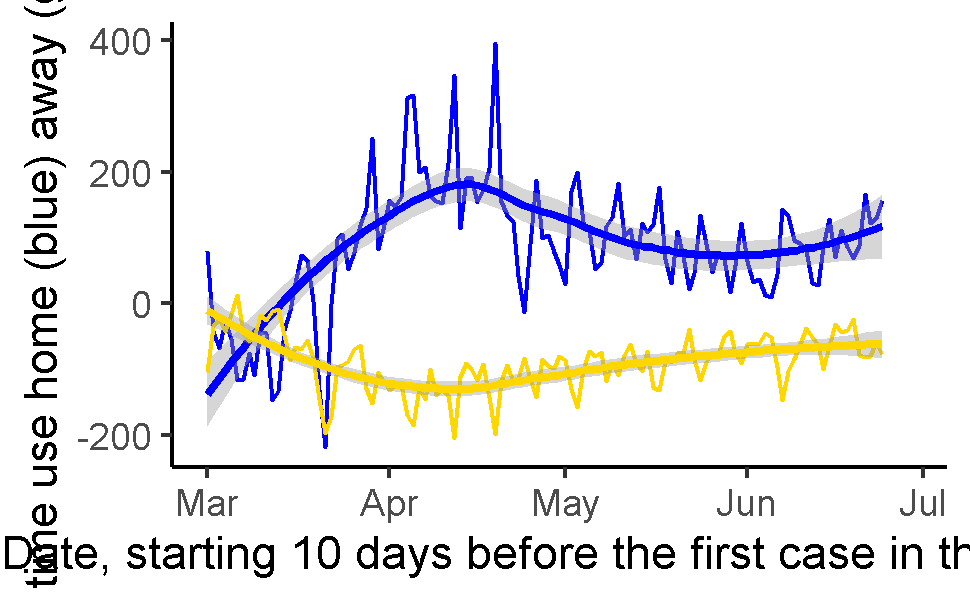 time use home (blue) away (
400
200
0
-200
Mar Apr May Jun Jul
Date, starting 10 days before the first case in th